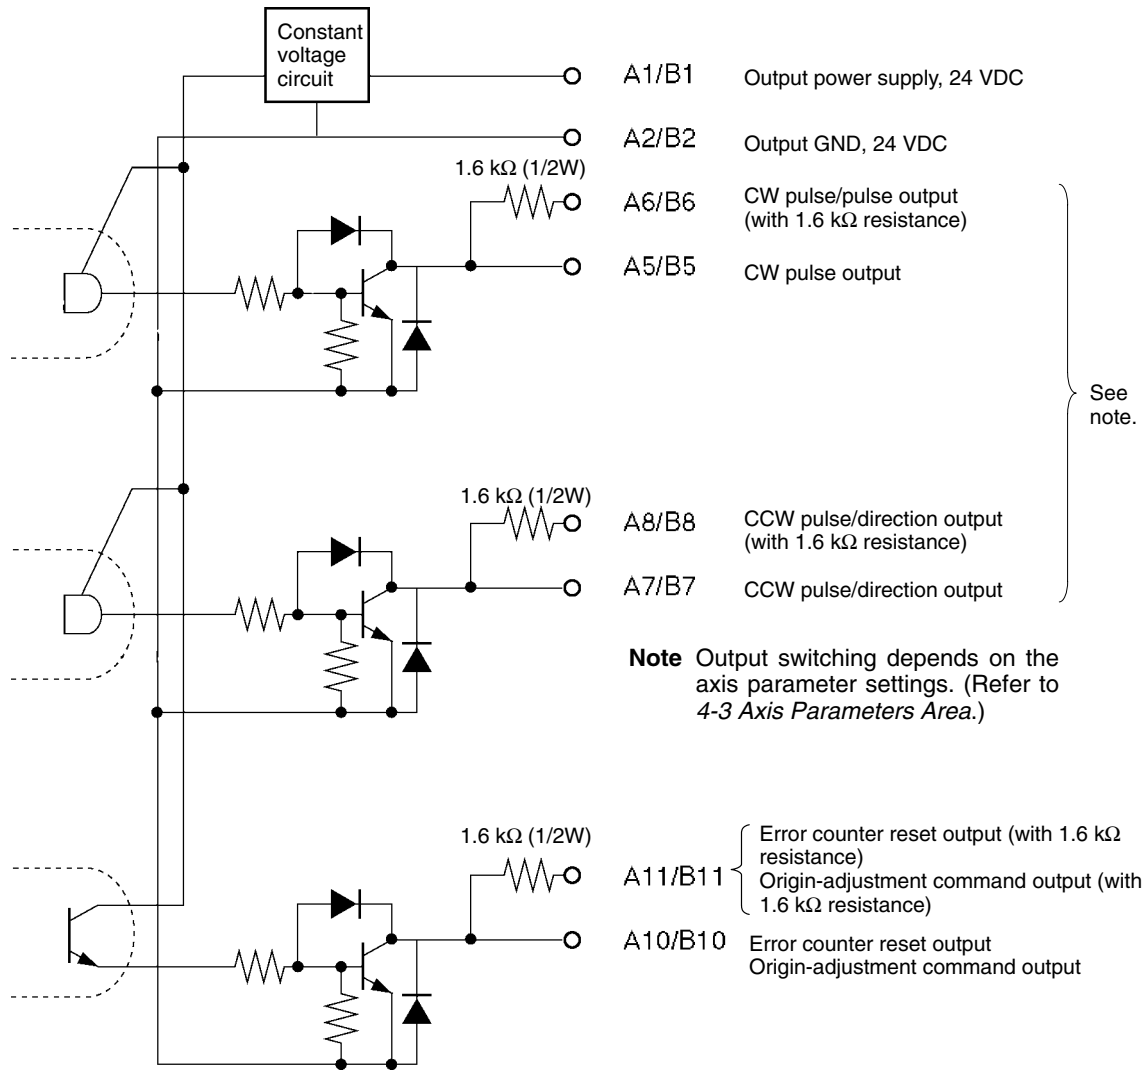 Constant
voltage
circuit
A1/B1 Output power supply, 24 VDC
A2/B2 Output GND, 24 VDC
1.6 kΩ (1/2W)
A6/B6 CW pulse/pulse output
(with 1.6 kΩ resistance)
A5/B5 CW pulse output
See
note.
1.6 kΩ (1/2W)
A8/B8 CCW pulse/direction output
(with 1.6 kΩ resistance)
A7/B7 CCW pulse/direction output
Note Output switching depends on the
axis parameter settings. (Refer to
4-3 Axis Parameters Area.)
1.6 kΩ (1/2W)
A11/B11 Error counter reset output (with 1.6 kΩ
resistance)
Origin-adjustment command output (with
1.6 kΩ resistance)
A10/B10 Error counter reset output
Origin-adjustment command output